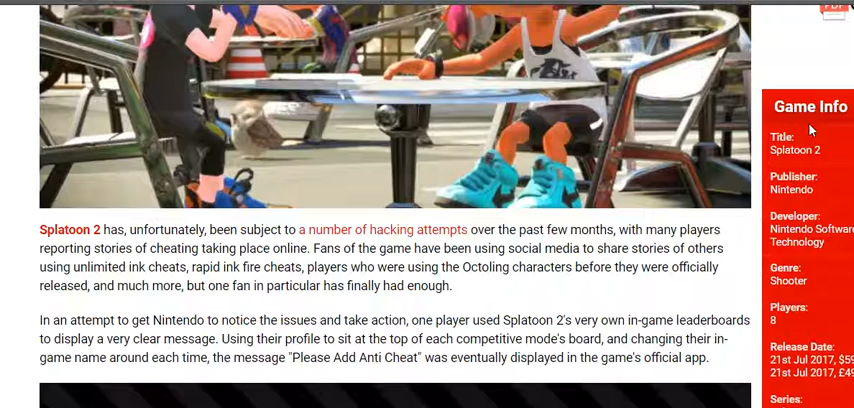 PDF
Splatoon 2 has, unfortunately, been subject to a number of hacking attempts over the past few months, with many players
reporting stories of cheating taking place online. Fans of the game have been using social media to share stories of others
using unlimited ink cheats, rapid ink fire cheats, players who were using the Octoling characters before they were officially
released, and much more, but one fan in particular has finally had enough.
In an attempt to get Nintendo to notice the issues and take action, one player used Splatoon 2's very own in-game leaderboards
to display a very clear message. Using their profile to sit at the top of each competitive mode's board, and changing their in-
game name around each time, the message "Please Add Anti Cheat" was eventually displayed in the game's official app.
Game Info
Title:
Splatoon 2
Publisher:
Nintendo
Developer:
Nintendo Software
Technology
Genre:
Shooter
Players:
8
Release Date:
21st Jul 2017, $5
21st Jul 2017, £4
Series: